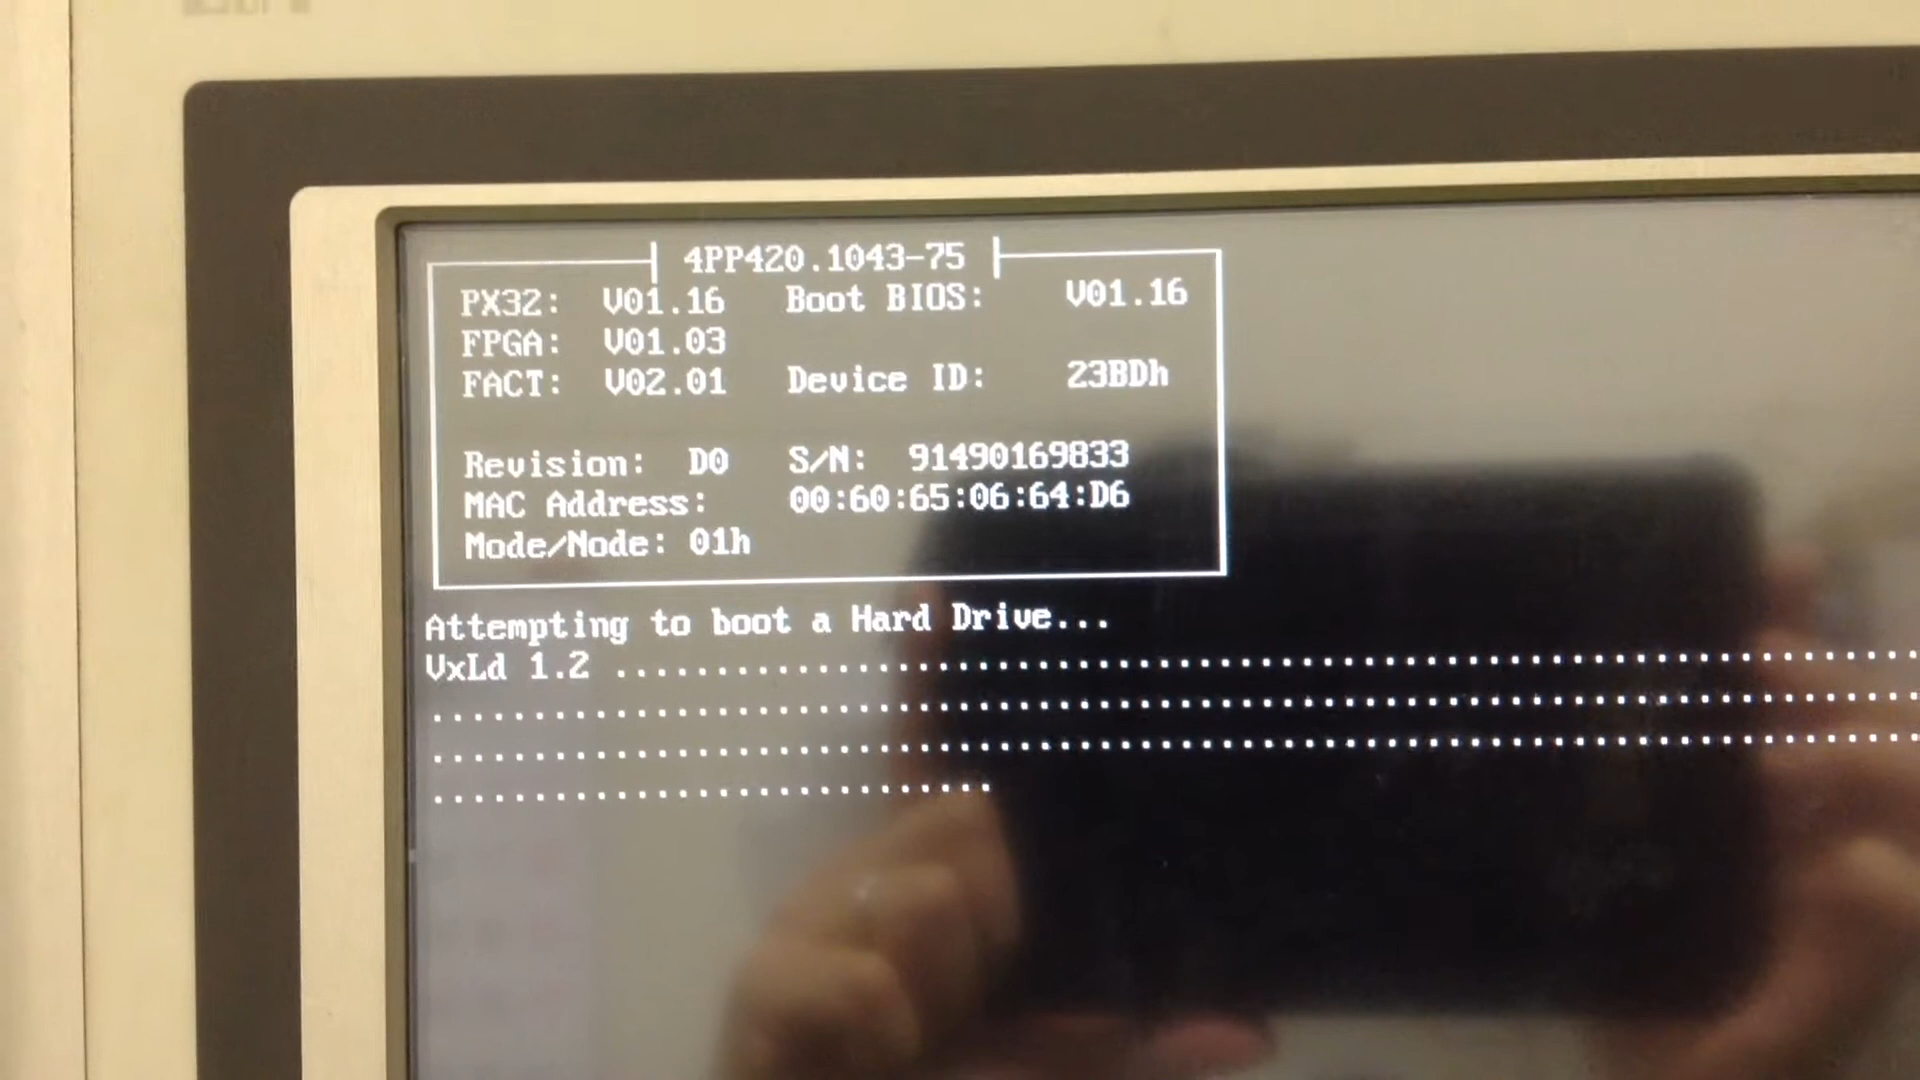 4PP420.1043-75
PX32: V01.16 Boot BIOS: V01.16
FPGA: V01.03
FACT: V02.01 Device ID: 23BDh
Revision: D0 S/N: 91490169833
MAC Address: 00:60:65:06:64:D6
Mode/Node: 01h
Attempting to boot a Hard Drive...
VxLd 1.2 .............................................................................
.........................................................................................
.........................................................................................
.................................